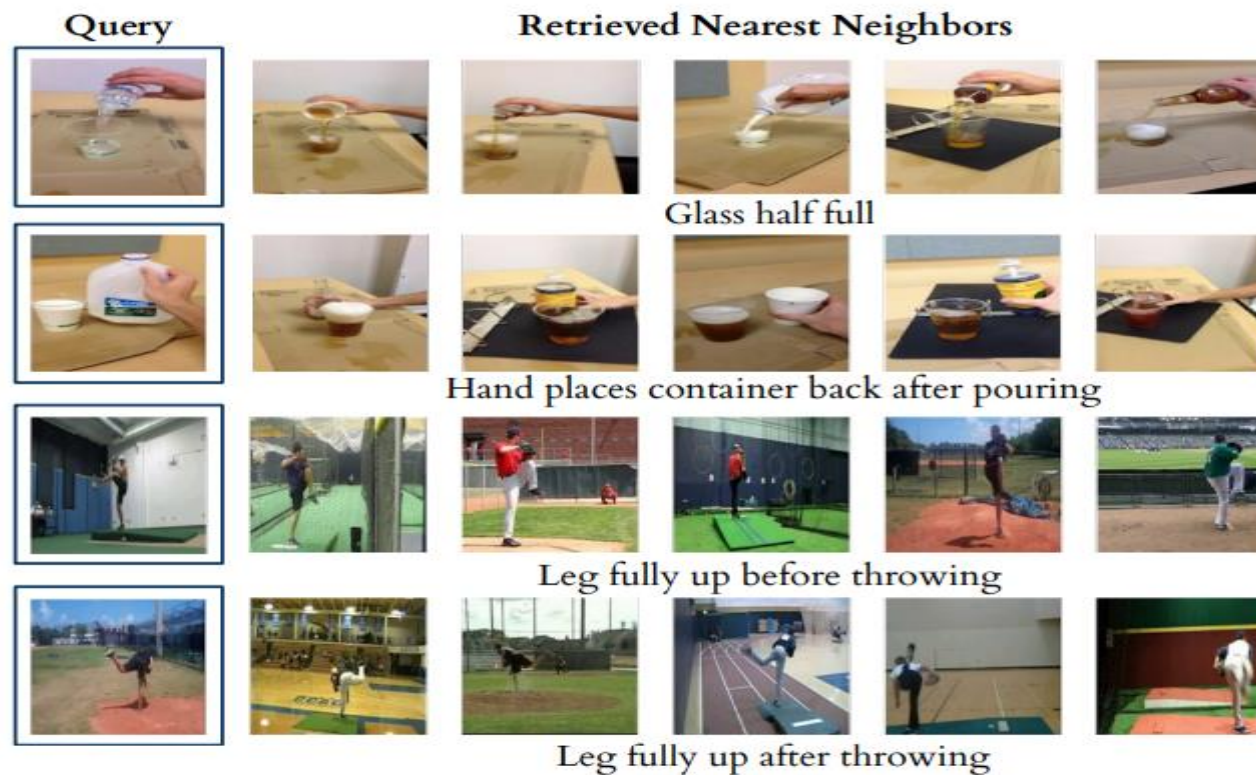 Query
Retrieved Nearest Neighbors
Glass half full
Hand places container back after pouring
Leg fully up before throwing
Leg fully up after throwing